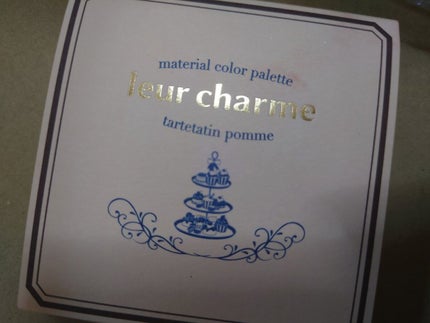 material color palette
leur charme
tartetatin pomme